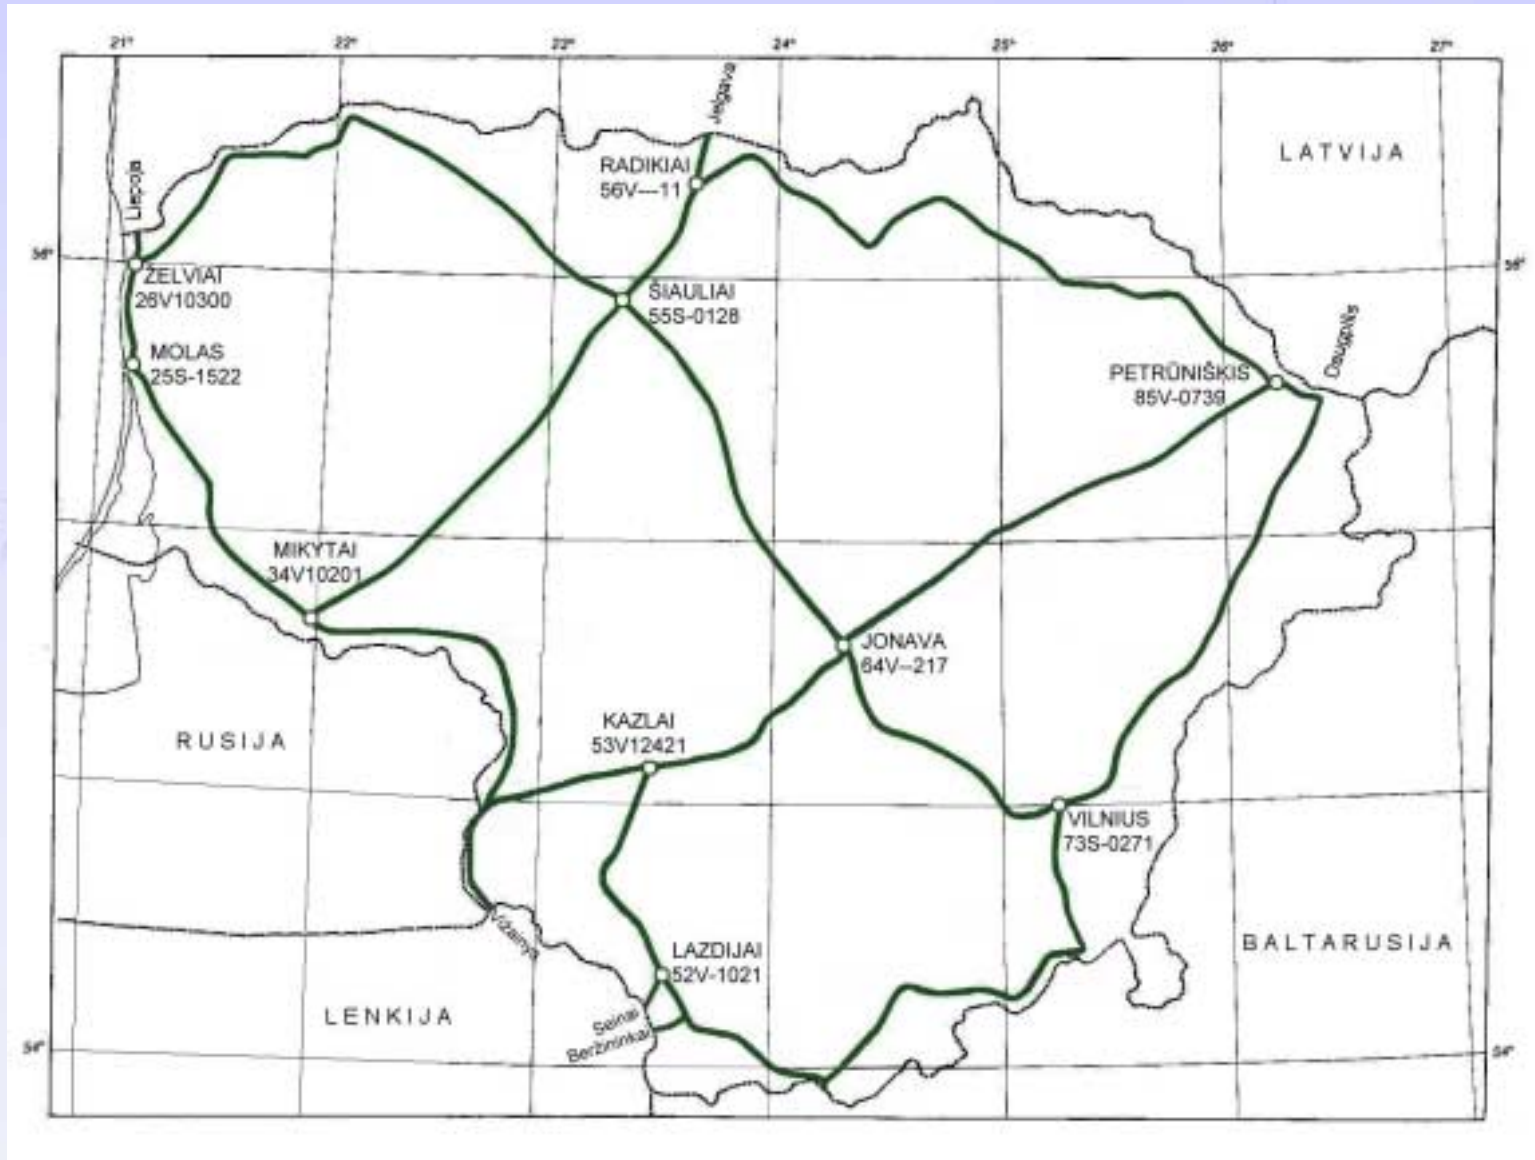 21°
22°
23°
24°
25°
26°
27°
Jelgava
LATVIJA
RADIKIAI
56V---11
Liepoja
56°
56°
ŽELVIAI
26V10300
ŠIAULIAI
55S-0128
Daugpilis
MOLAS
25S-1522
PETRŪNIŠKIS
85V-0739
MIKYTAI
34V10201
JONAVA
64V--217
KAZLAI
53V12421
RUSIJA
VILNIUS
73S-0271
Vižainys
BALTARUSIJA
LAZDIJAI
52V-1021
LENKIJA
Seinai
Beržininkai
54°
54°